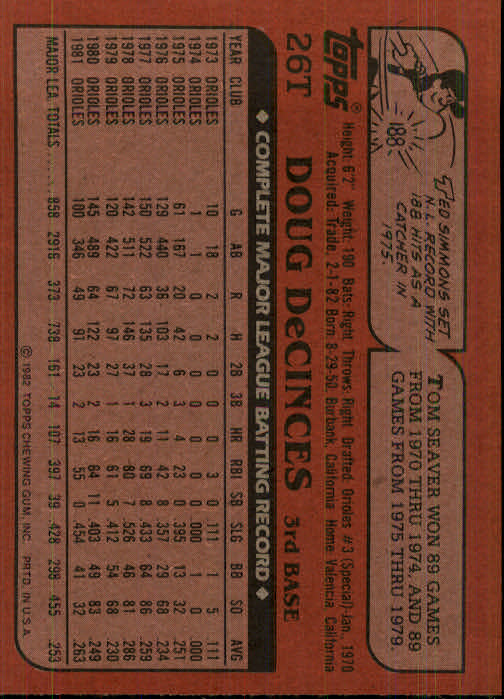 TED SIMMONS SET
N.L. RECORD WITH
188 HITS AS A
CATCHER IN
1975.
188
TOM SEAVER WON 89 GAMES
FROM 1970 THRU 1974, AND 89
GAMES FROM 1975 THRU 1979.
topps®
Height: 6'2" Weight: 190 Bats: Right Throws: Right Drafted: Orioles #3 (Special)-Jan., 1970
Acquired: Trade, 2-1-82 Born: 8-29-50, Burbank, California Home: Valencia, California
26T DOUG DeCINCES 3rd BASE
◆ COMPLETE MAJOR LEAGUE BATTING RECORD ◆
YEAR CLUB G AB R H 2B 3B HR RBI SB SLG BB SO AVG
1973 ORIOLES 10 18 2 2 0 0 0 3 0 .111 1 5 .111
1974 ORIOLES 1 1 0 0 0 0 0 0 0 .000 1 0 .000
1975 ORIOLES 61 167 20 42 6 3 4 23 0 .395 13 32 .251
1976 ORIOLES 129 440 36 103 17 2 11 42 8 .357 29 68 .234
1977 ORIOLES 150 522 63 135 28 3 19 69 8 .433 64 86 .259
1978 ORIOLES 142 511 72 146 37 1 28 80 7 .526 46 81 .286
1979 ORIOLES 120 422 67 97 27 1 16 61 5 .412 54 68 .230
1980 ORIOLES 145 489 64 122 23 2 16 64 11 .403 49 83 .249
1981 ORIOLES 100 346 49 91 23 2 13 55 0 .454 41 32 .263
MAJOR LEA. TOTALS 858 2916 373 738 161 14 107 397 39 .428 298 455 .253
© 1982 TOPPS CHEWING GUM, INC. PRTD. IN U.S.A.